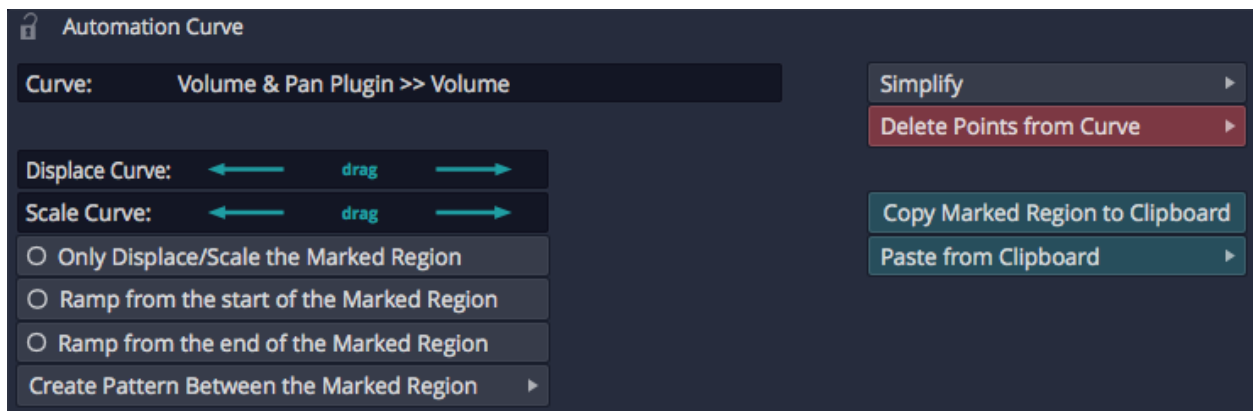 Automation Curve
Curve: Volume & Pan Plugin >> Volume
Displace Curve: drag
Scale Curve: drag
Only Displace/Scale the Marked Region
Ramp from the start of the Marked Region
Ramp from the end of the Marked Region
Create Pattern Between the Marked Region
Simplify
Delete Points from Curve
Copy Marked Region to Clipboard
Paste from Clipboard